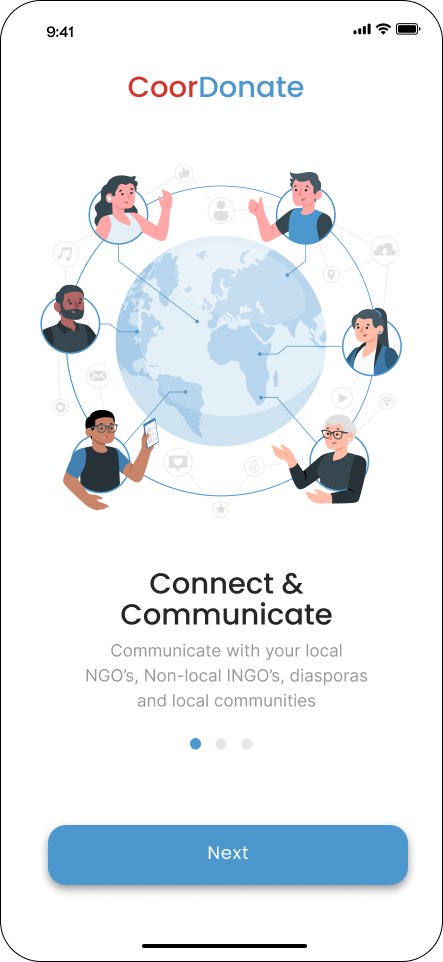 9:41
CoorDonate
Connect &
Communicate
Communicate with your local
NGO’s, Non-local INGO’s, diasporas
and local communities
Next